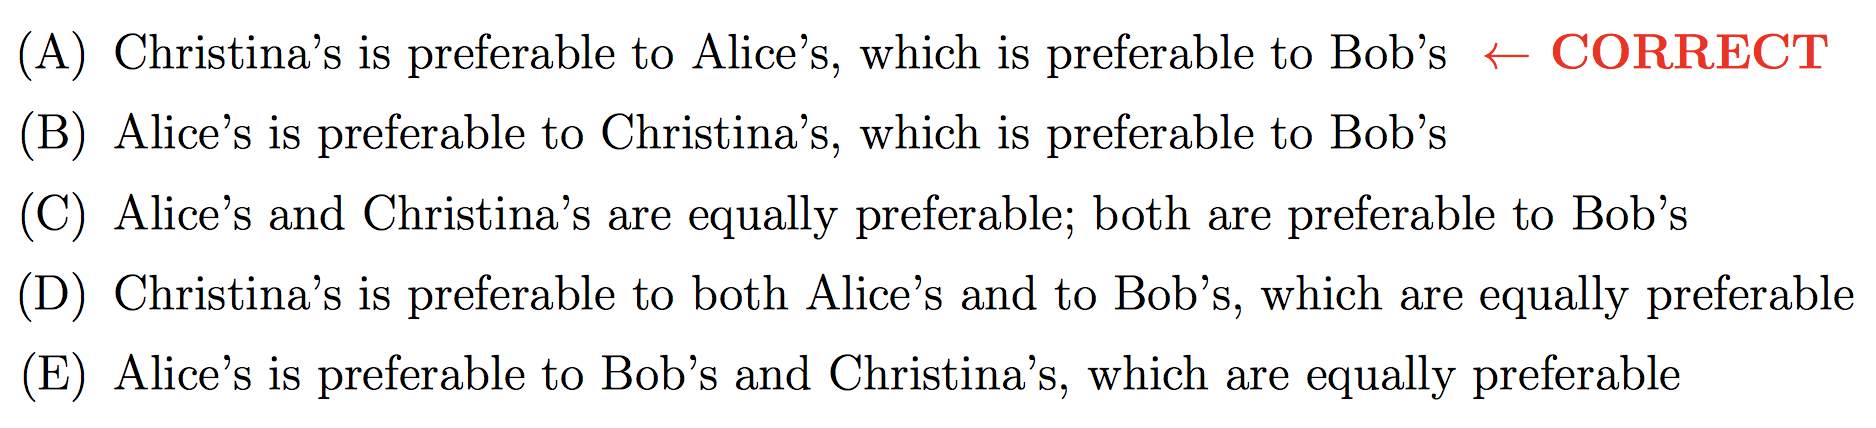 (A) Christina’s is preferable to Alice’s, which is preferable to Bob’s ← CORRECT
(B) Alice’s is preferable to Christina’s, which is preferable to Bob’s
(C) Alice’s and Christina’s are equally preferable; both are preferable to Bob’s
(D) Christina’s is preferable to both Alice’s and to Bob’s, which are equally preferable
(E) Alice’s is preferable to Bob’s and Christina’s, which are equally preferable